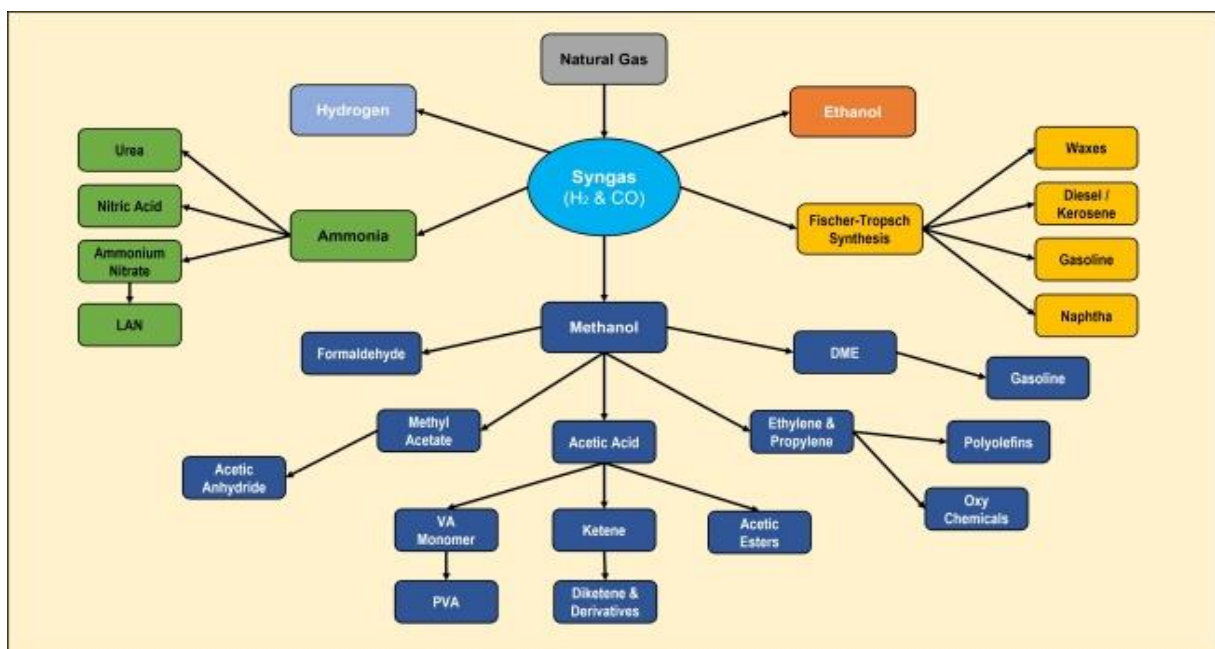 Natural Gas
Hydrogen
Ethanol
Syngas
(H₂ & CO)
Urea
Nitric Acid
Ammonium
Nitrate
LAN
Ammonia
Fischer-Tropsch
Synthesis
Waxes
Diesel /
Kerosene
Gasoline
Naphtha
Methanol
Formaldehyde
DME
Gasoline
Methyl
Acetate
Acetic
Anhydride
Acetic Acid
Ethylene &
Propylene
Polyolefins
Oxy
Chemicals
VA
Monomer
Ketene
Acetic
Esters
PVA
Diketene &
Derivatives